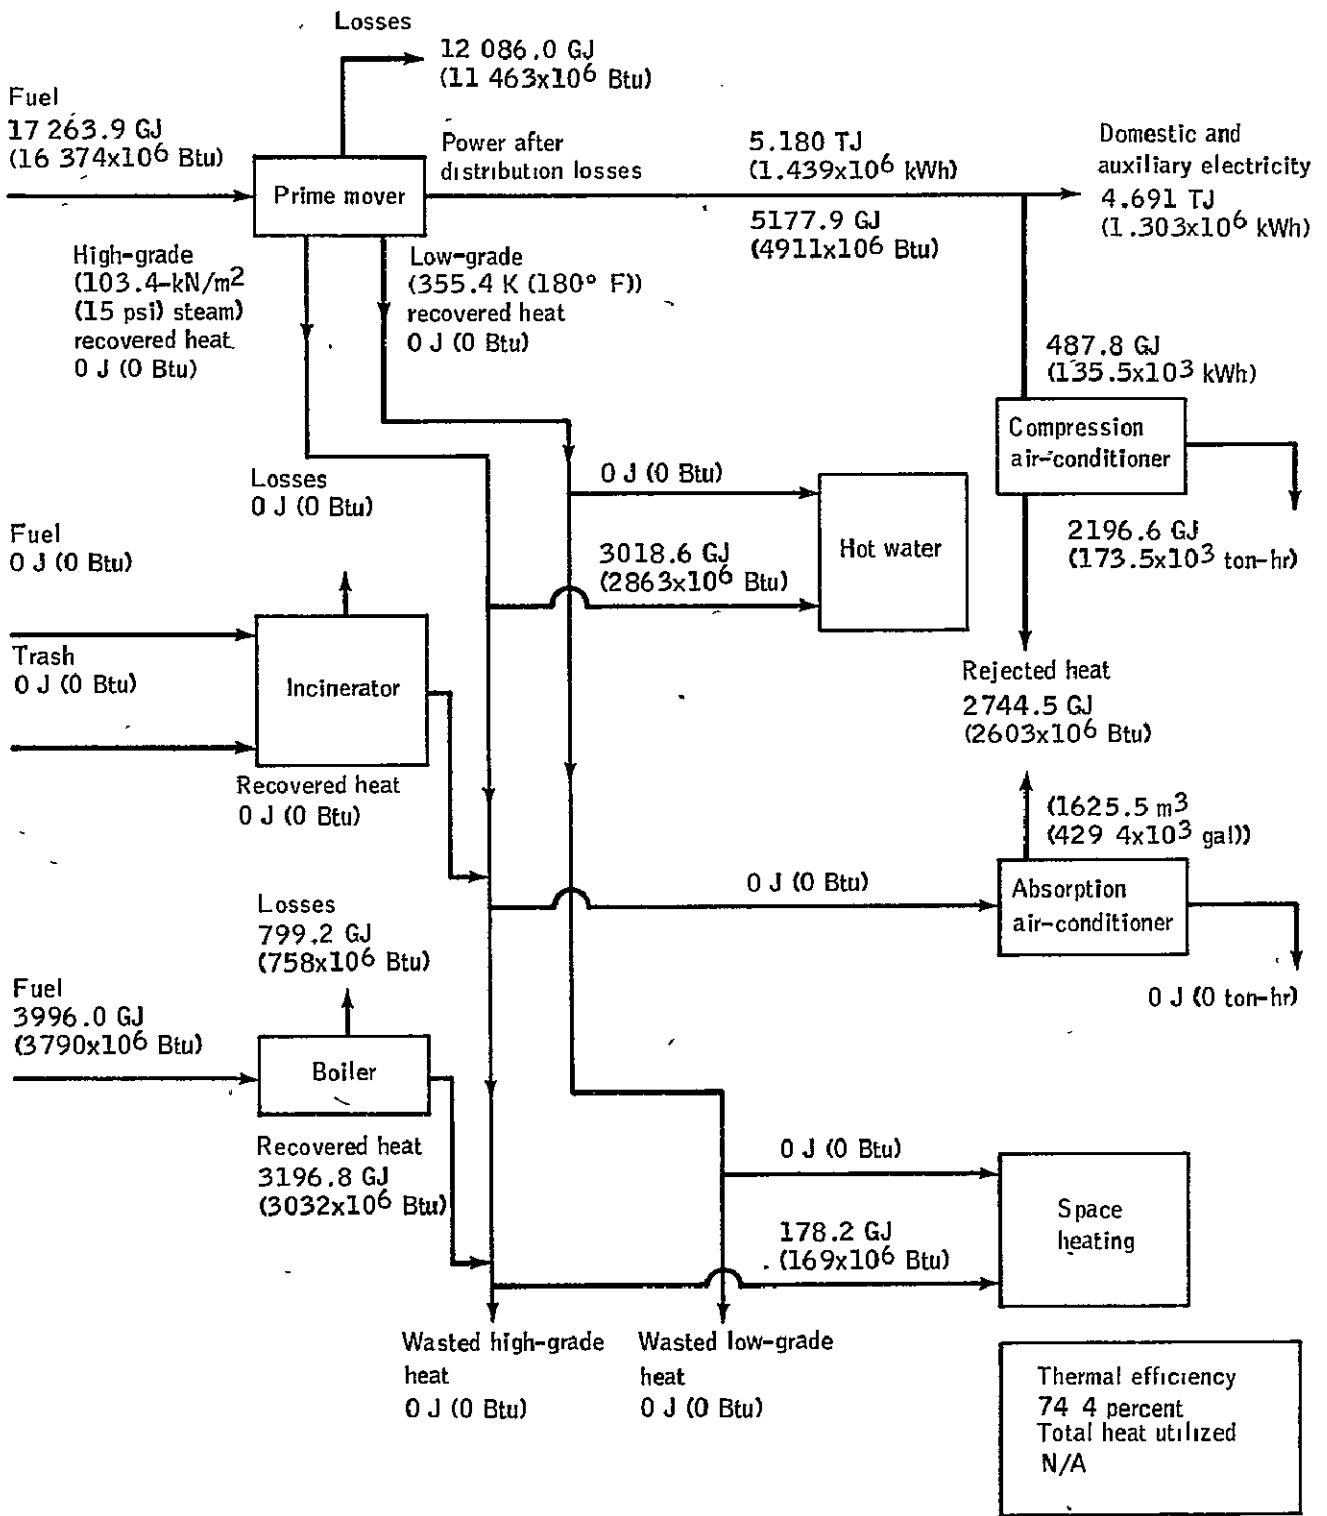 Losses
12 086.0 GJ
(11 463x10⁶ Btu)
Fuel
17 263.9 GJ
(16 374x10⁶ Btu)
Prime mover
Power after
distribution losses
5.180 TJ
(1.439x10⁶ kWh)
5177.9 GJ
(4911x10⁶ Btu)
Domestic and
auxiliary electricity
4.691 TJ
(1.303x10⁶ kWh)
High-grade
(103.4-kN/m²
(15 psi) steam)
recovered heat
0 J (0 Btu)
Low-grade
(355.4 K (180° F))
recovered heat
0 J (0 Btu)
487.8 GJ
(135.5x10³ kWh)
Compression
air-conditioner
2196.6 GJ
(173.5x10³ ton-hr)
Losses
0 J (0 Btu)
0 J (0 Btu)
3018.6 GJ
(2863x10⁶ Btu)
Hot water
Fuel
0 J (0 Btu)
Trash
0 J (0 Btu)
Incinerator
Recovered heat
0 J (0 Btu)
Rejected heat
2744.5 GJ
(2603x10⁶ Btu)
(1625.5 m³
(429 4x10³ gal))
0 J (0 Btu)
Absorption
air-conditioner
0 J (0 ton-hr)
Losses
799.2 GJ
(758x10⁶ Btu)
Fuel
3996.0 GJ
(3790x10⁶ Btu)
Boiler
Recovered heat
3196.8 GJ
(3032x10⁶ Btu)
0 J (0 Btu)
178.2 GJ
(169x10⁶ Btu)
Space
heating
Wasted high-grade
heat
0 J (0 Btu)
Wasted low-grade
heat
0 J (0 Btu)
Thermal efficiency
74 4 percent
Total heat utilized
N/A